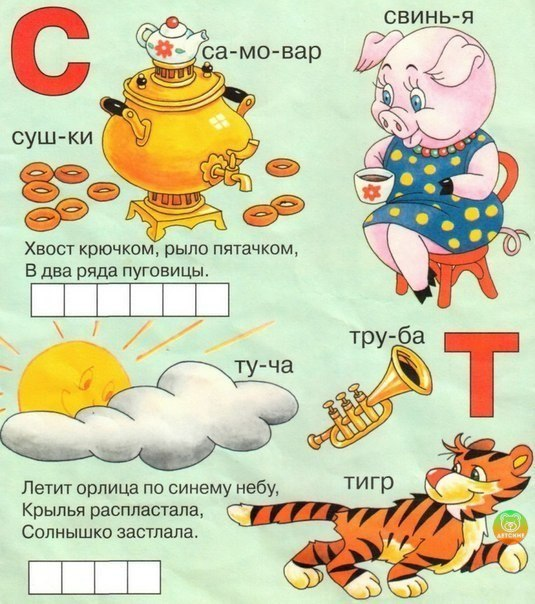 С
са-мо-вар
свинь-я
суш-ки
Хвост крючком, рыло пятачком,
В два ряда пуговицы.
ту-ча
тру-ба
Т
тигр
Летит орлица по синему небу,
Крылья распластала,
Солнышко застлала.
ДЕТСКИЕ